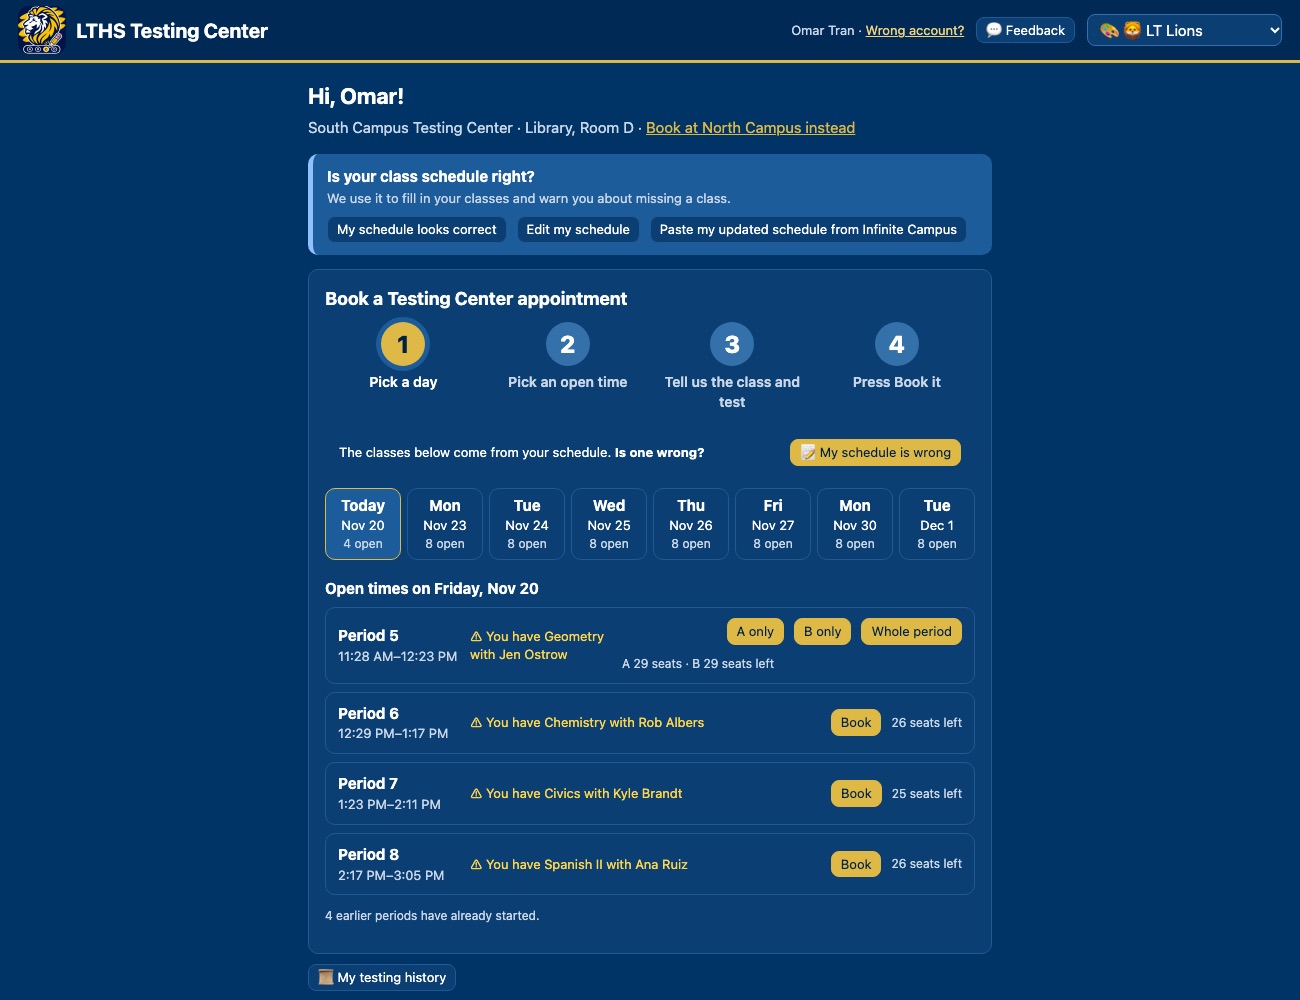 LTHS Testing Center
Omar Tran · Wrong account?
💬 Feedback
🎨 🦁 LT Lions
Hi, Omar!
South Campus Testing Center · Library, Room D · Book at North Campus instead
Is your class schedule right?
We use it to fill in your classes and warn you about missing a class.
My schedule looks correct
Edit my schedule
Paste my updated schedule from Infinite Campus
Book a Testing Center appointment
1
Pick a day
2
Pick an open time
3
Tell us the class and
test
4
Press Book it
The classes below come from your schedule. Is one wrong?
📝 My schedule is wrong
Today
Nov 20
4 open
Mon
Nov 23
8 open
Tue
Nov 24
8 open
Wed
Nov 25
8 open
Thu
Nov 26
8 open
Fri
Nov 27
8 open
Mon
Nov 30
8 open
Tue
Dec 1
8 open
Open times on Friday, Nov 20
Period 5
11:28 AM–12:23 PM
⚠ You have Geometry
with Jen Ostrow
A only
B only
Whole period
A 29 seats · B 29 seats left
Period 6
12:29 PM–1:17 PM
⚠ You have Chemistry with Rob Albers
Book
26 seats left
Period 7
1:23 PM–2:11 PM
⚠ You have Civics with Kyle Brandt
Book
25 seats left
Period 8
2:17 PM–3:05 PM
⚠ You have Spanish II with Ana Ruiz
Book
26 seats left
4 earlier periods have already started.
📜 My testing history